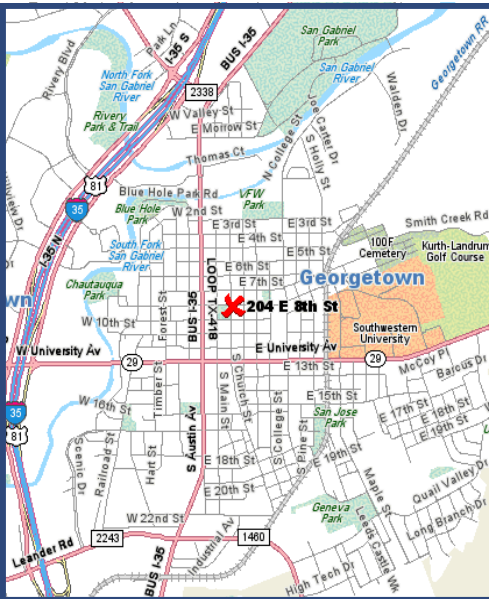 Park Ln
I-35 S
BUS I-35
San Gabriel
Park
Georgetown RR
Rivery Blvd
North Fork
San Gabriel
River
San Gabriel
River
Walden Dr
2338
Rivery
Park & Trail
W Valley St
E Morrow St
N College St
Joe Carter Dr
S Holly St
Thomas Ct
81
35
Blue Hole Park Rd
Blue Hole
Park
W 2nd St
VFW
Park
E 3rd St
E 3rd St
Smith Creek Rd
I-35 N
South Fork
San Gabriel
River
E 4th St
E 5th St
100F
Cemetery
Kurth-Landrum
Golf Course
LOOP TX-418
E 6th St
E 7th St
Georgetown
Chautauqua
Park
wn
Forest St
BUS I-35
204 E 8th St
W 10th St
Southwestern
University
W University Av
E University Av
29
29
E 13th St
McCoy Pl
Bajcus Dr
Timber St
S Main St
S Church St
W 16th St
E 15th St
E 17th St
E 18th St
E 19th St
35
81
S Austin Av
S College St
S Pine St
San Jose
Park
Scenic Dr
Railroad St
Hart St
E 18th St
E 19th St
E 20th St
Maple St
Quail Valley Dr
W 22nd St
Geneva
Park
Long Branch Dr
Leander Rd
2243
Industrial Av
1460
Leeds Castle Wk
BUS I-35
High Tech Dr